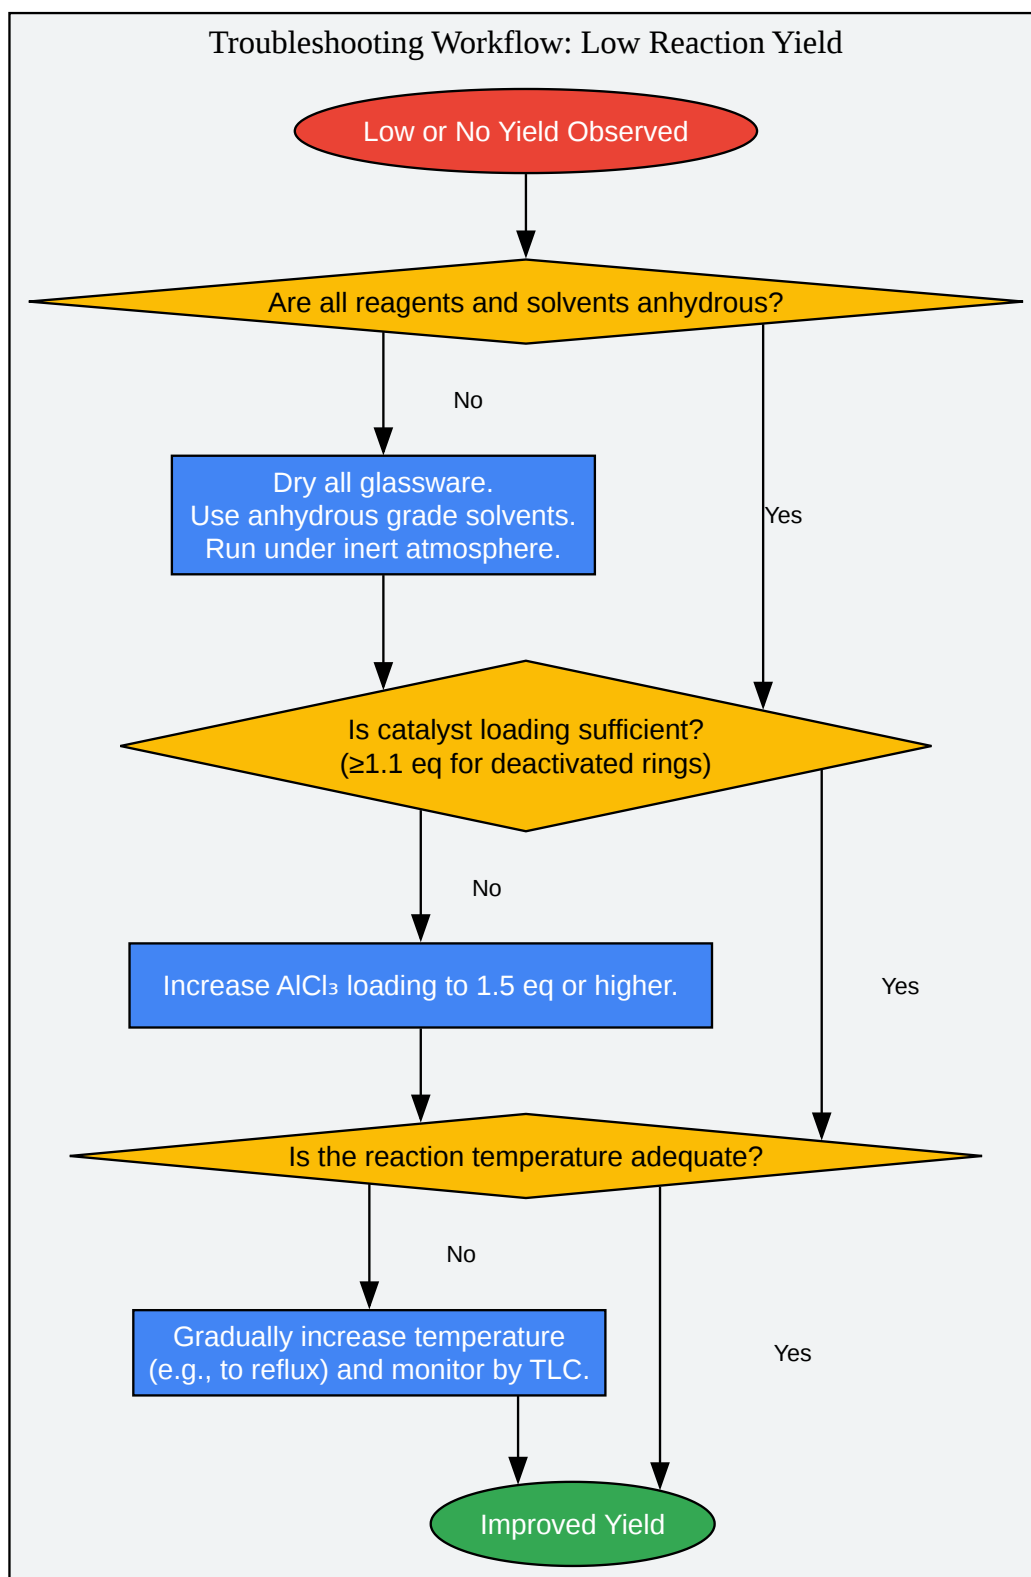 Troubleshooting Workflow: Low Reaction Yield
Low or No Yield Observed
Are all reagents and solvents anhydrous?
No
Dry all glassware.
Use anhydrous grade solvents.
Run under inert atmosphere.
Yes
Is catalyst loading sufficient?
(≥1.1 eq for deactivated rings)
No
Increase AlCl₃ loading to 1.5 eq or higher.
Yes
Is the reaction temperature adequate?
No
Gradually increase temperature
(e.g., to reflux) and monitor by TLC.
Yes
Improved Yield